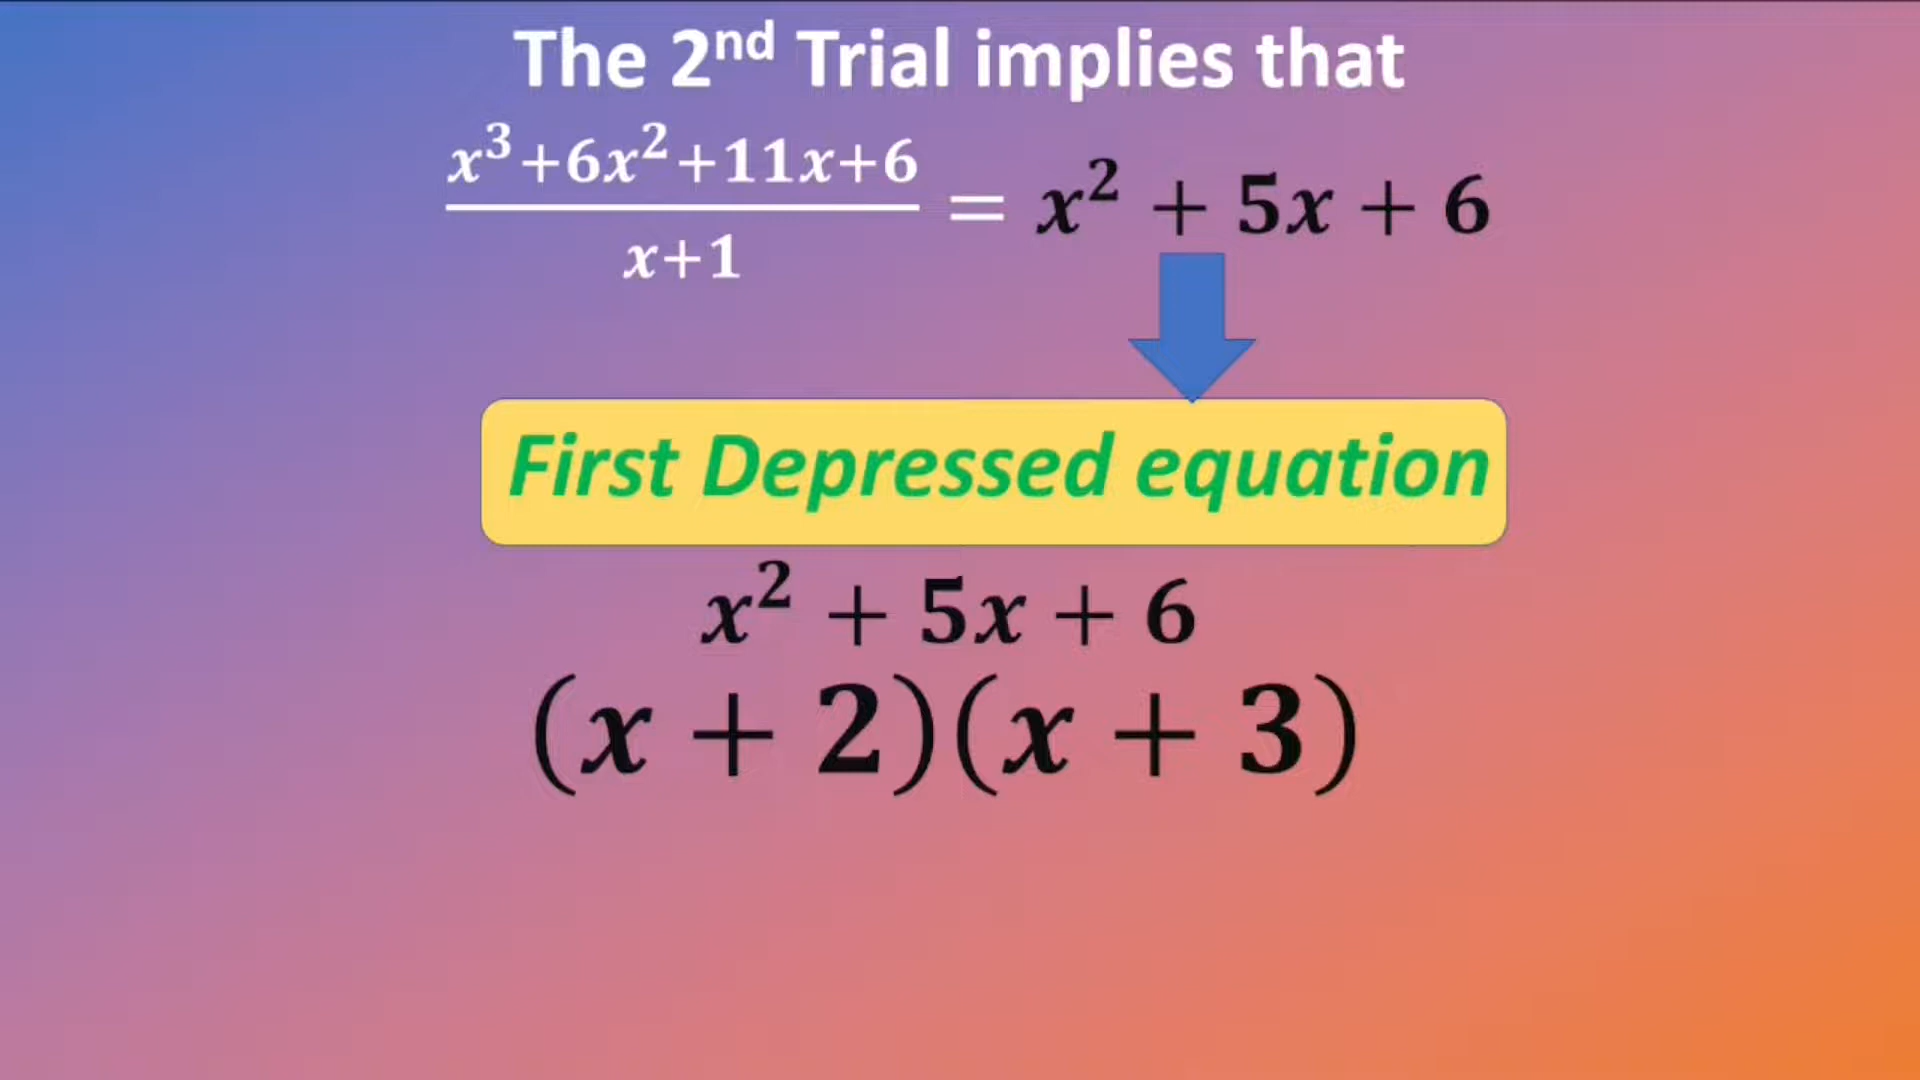 The 2nd Trial implies that
x³+6x²+11x+6
x+1
= x² + 5x + 6
First Depressed equation
x² + 5x + 6
(x + 2)(x + 3)